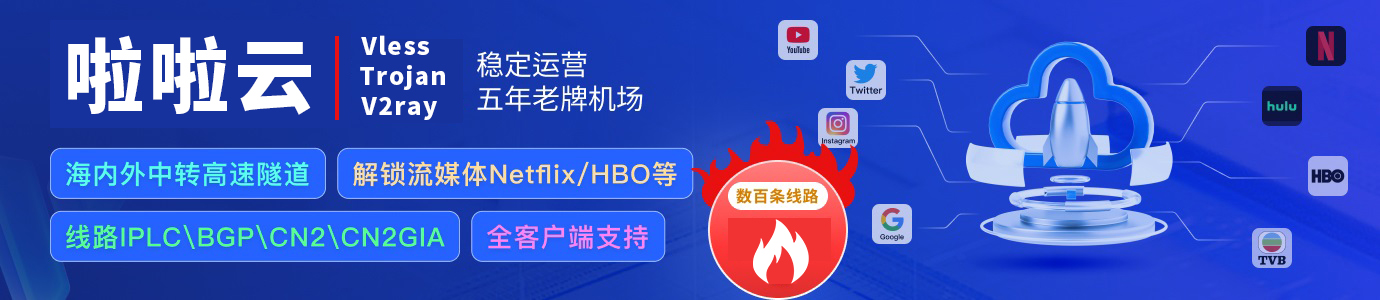 啦啦云
Vless
Trojan
V2ray
稳定运营
五年老牌机场
海内外中转高速隧道
解锁流媒体Netflix/HBO等
线路IPLC\BGP\CN2\CN2GIA
全客户端支持
数百条线路
YouTube
Twitter
Instagram
Google
N
hulu
HBO
TVB